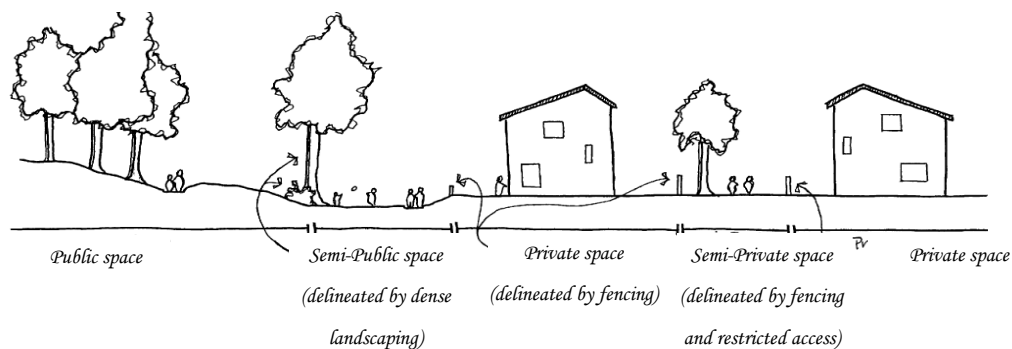 Public space
Semi-Public space
(delineated by dense
landscaping)
Private space
(delineated by fencing)
Semi-Private space
(delineated by fencing
and restricted access)
Pr
Private space